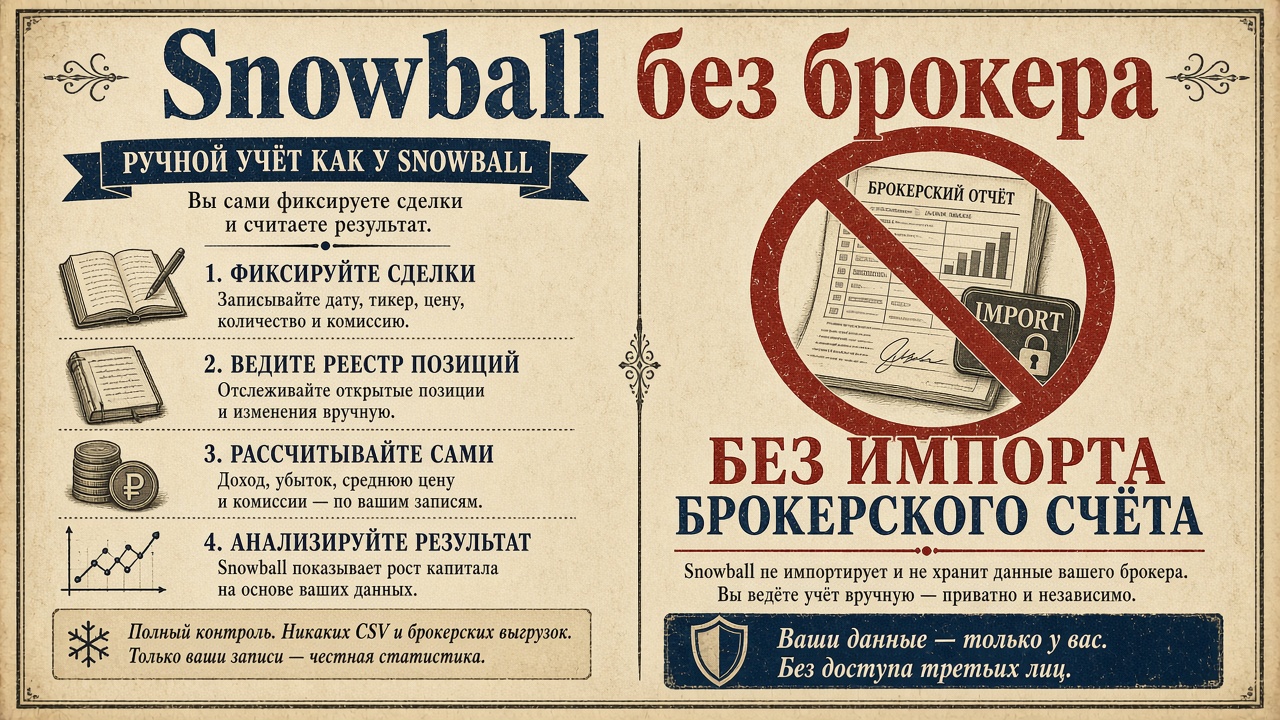 Snowball без брокера
РУЧНОЙ УЧЁТ КАК У SNOWBALL
Вы сами фиксируете сделки
и считаете результат.
1. ФИКСИРУЙТЕ СДЕЛКИ
Записывайте дату, тикер, цену,
количество и комиссию.
2. ВЕДИТЕ РЕЕСТР ПОЗИЦИЙ
Отслеживайте открытые позиции
и изменения вручную.
3. РАССЧИТЫВАЙТЕ САМИ
Доход, убыток, среднюю цену
и комиссии — по вашим записям.
4. АНАЛИЗИРУЙТЕ РЕЗУЛЬТАТ
Snowball показывает рост капитала
на основе ваших данных.
Полный контроль. Никаких CSV и брокерских выгрузок.
Только ваши записи — честная статистика.
БРОКЕРСКИЙ ОТЧЁТ
IMPORT
БЕЗ ИМПОРТА
БРОКЕРСКОГО СЧЁТА
Snowball не импортирует и не хранит данные вашего брокера.
Вы ведёте учёт вручную — приватно и независимо.
Ваши данные — только у вас.
Без доступа третьих лиц.